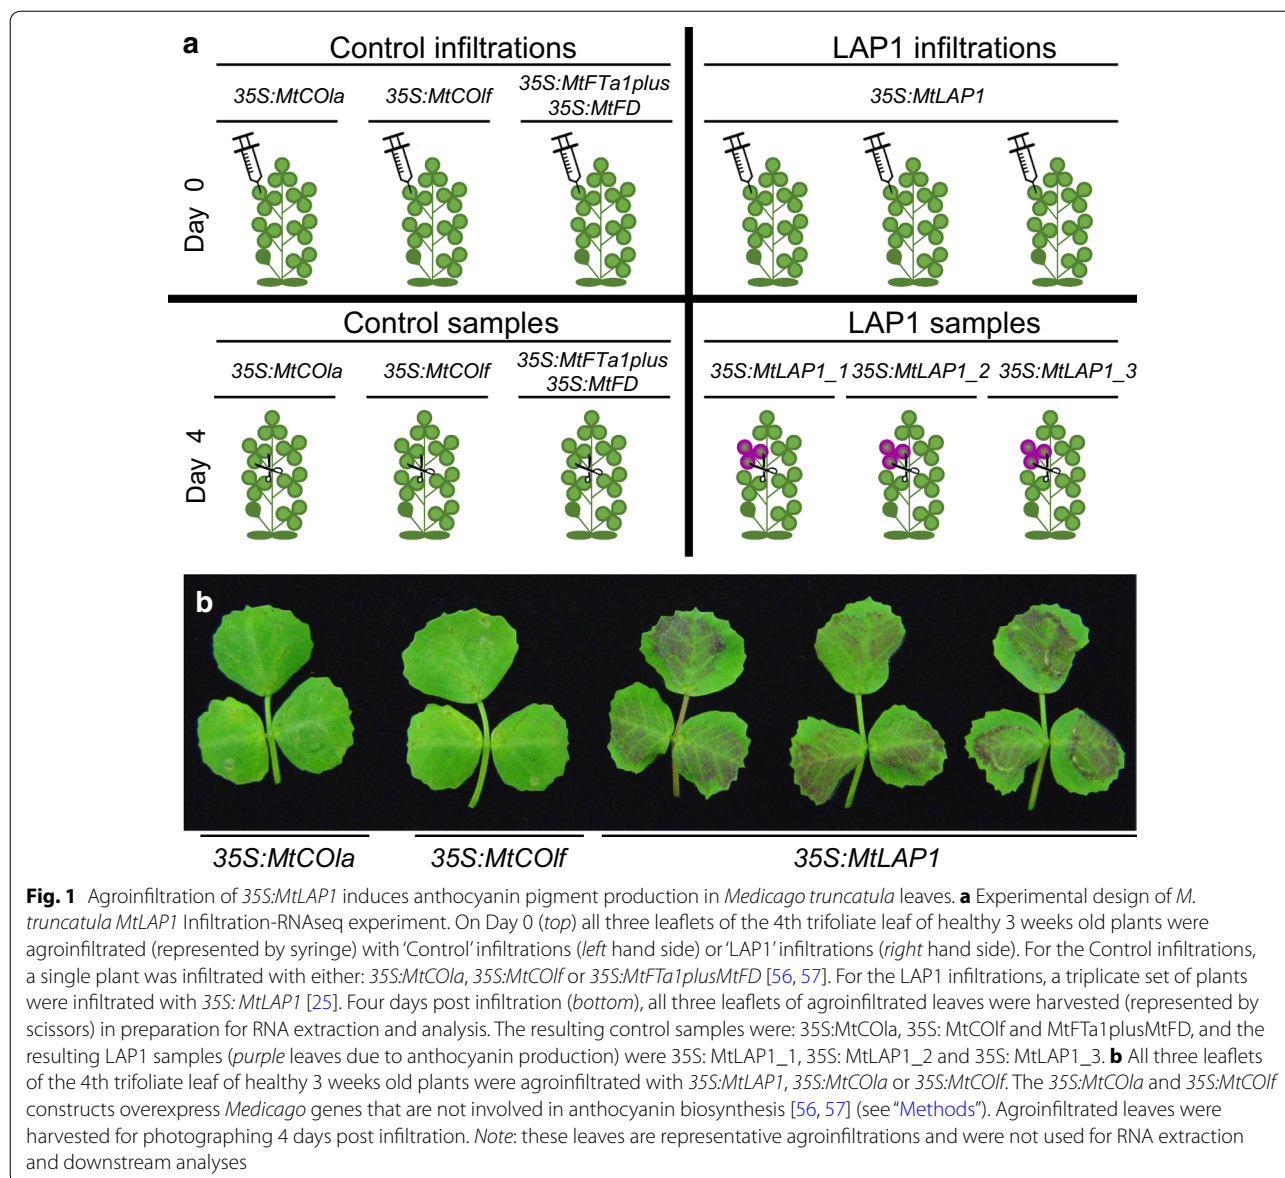 a
Control infiltrations
LAP1 infiltrations
35S:MtCOla
35S:MtCOlf
35S:MtFTa1plus
35S:MtFD
35S:MtLAP1
Day 0
Control samples
LAP1 samples
35S:MtCOla
35S:MtCOlf
35S:MtFTa1plus
35S:MtFD
35S:MtLAP1_1
35S:MtLAP1_2
35S:MtLAP1_3
Day 4
b
35S:MtCOla
35S:MtCOlf
35S:MtLAP1
Fig. 1 Agroinfiltration of 35S:MtLAP1 induces anthocyanin pigment production in Medicago truncatula leaves. a Experimental design of M.
truncatula MtLAP1 Infiltration-RNAseq experiment. On Day 0 (top) all three leaflets of the 4th trifoliate leaf of healthy 3 weeks old plants were
agroinfiltrated (represented by syringe) with ‘Control’ infiltrations (left hand side) or ‘LAP1’ infiltrations (right hand side). For the Control infiltrations,
a single plant was infiltrated with either: 35S:MtCOla, 35S:MtCOlf or 35S:MtFTa1plusMtFD [56, 57]. For the LAP1 infiltrations, a triplicate set of plants
were infiltrated with 35S: MtLAP1 [25]. Four days post infiltration (bottom), all three leaflets of agroinfiltrated leaves were harvested (represented by
scissors) in preparation for RNA extraction and analysis. The resulting control samples were: 35S:MtCOla, 35S: MtCOlf and MtFTa1plusMtFD, and the
resulting LAP1 samples (purple leaves due to anthocyanin production) were 35S: MtLAP1_1, 35S: MtLAP1_2 and 35S: MtLAP1_3. b All three leaflets
of the 4th trifoliate leaf of healthy 3 weeks old plants were agroinfiltrated with 35S:MtLAP1, 35S:MtCOla or 35S:MtCOlf. The 35S:MtCOla and 35S:MtCOlf
constructs overexpress Medicago genes that are not involved in anthocyanin biosynthesis [56, 57] (see “Methods”). Agroinfiltrated leaves were
harvested for photographing 4 days post infiltration. Note: these leaves are representative agroinfiltrations and were not used for RNA extraction
and downstream analyses